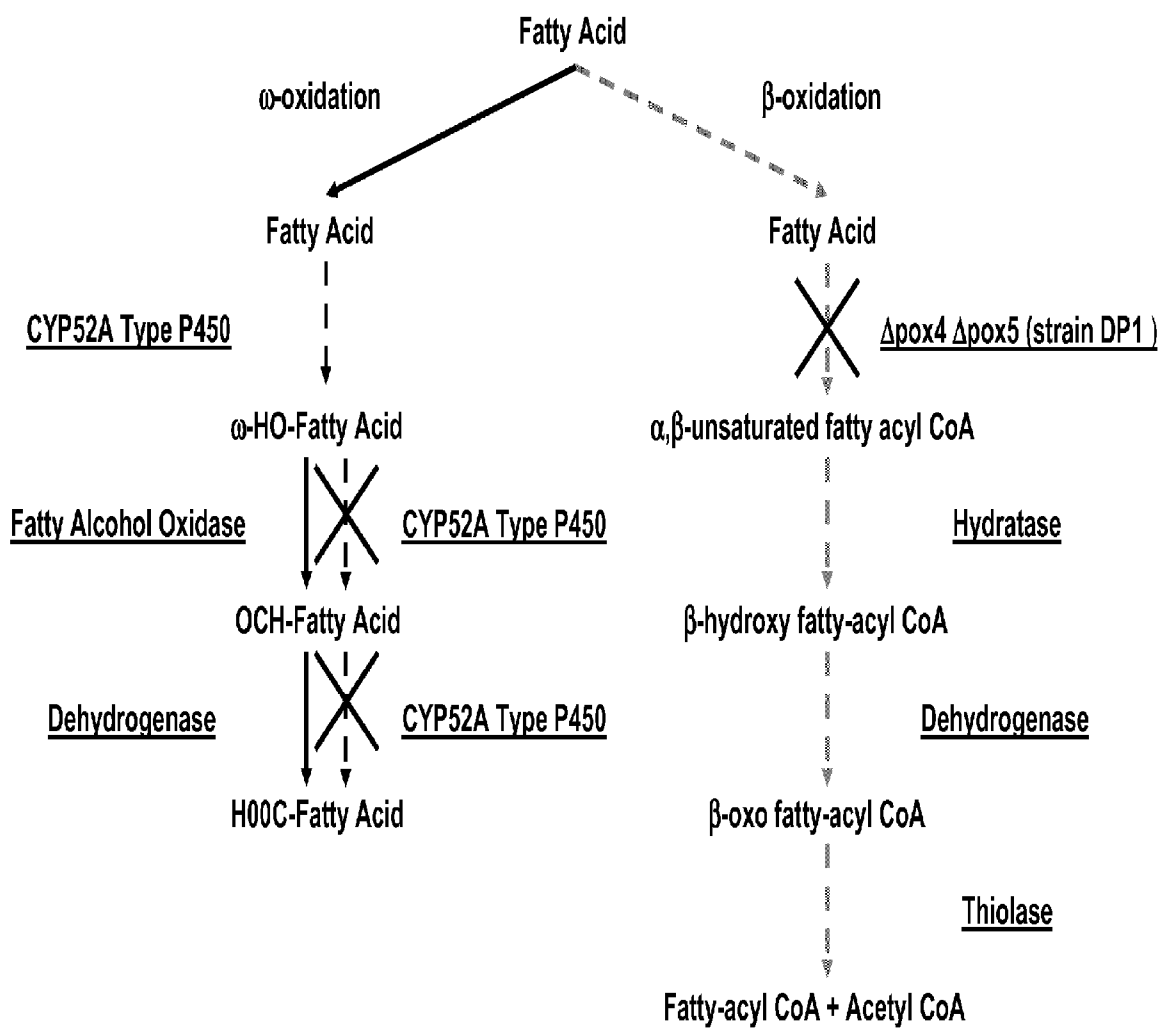 Fatty Acid
ω-oxidation
β-oxidation
Fatty Acid
Fatty Acid
CYP52A Type P450
Δpox4 Δpox5 (strain DP1 )
ω-HO-Fatty Acid
α,β-unsaturated fatty acyl CoA
Fatty Alcohol Oxidase
CYP52A Type P450
Hydratase
OCH-Fatty Acid
β-hydroxy fatty-acyl CoA
Dehydrogenase
CYP52A Type P450
Dehydrogenase
H00C-Fatty Acid
β-oxo fatty-acyl CoA
Thiolase
Fatty-acyl CoA + Acetyl CoA